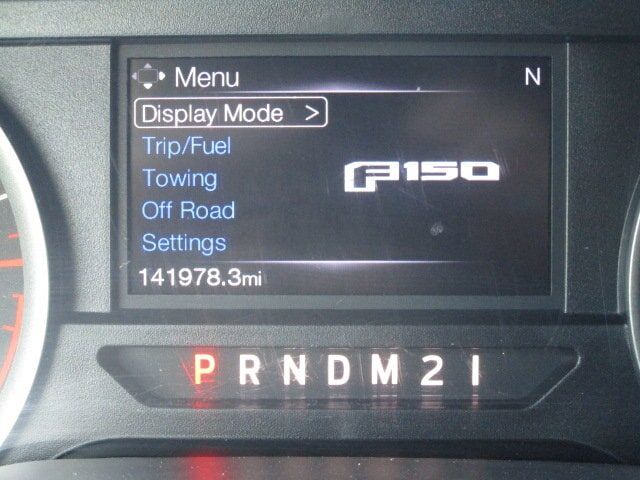 Menu N
Display Mode >
Trip/Fuel
Towing
F150
Off Road
Settings
141978.3mi
P R N D M 2 1